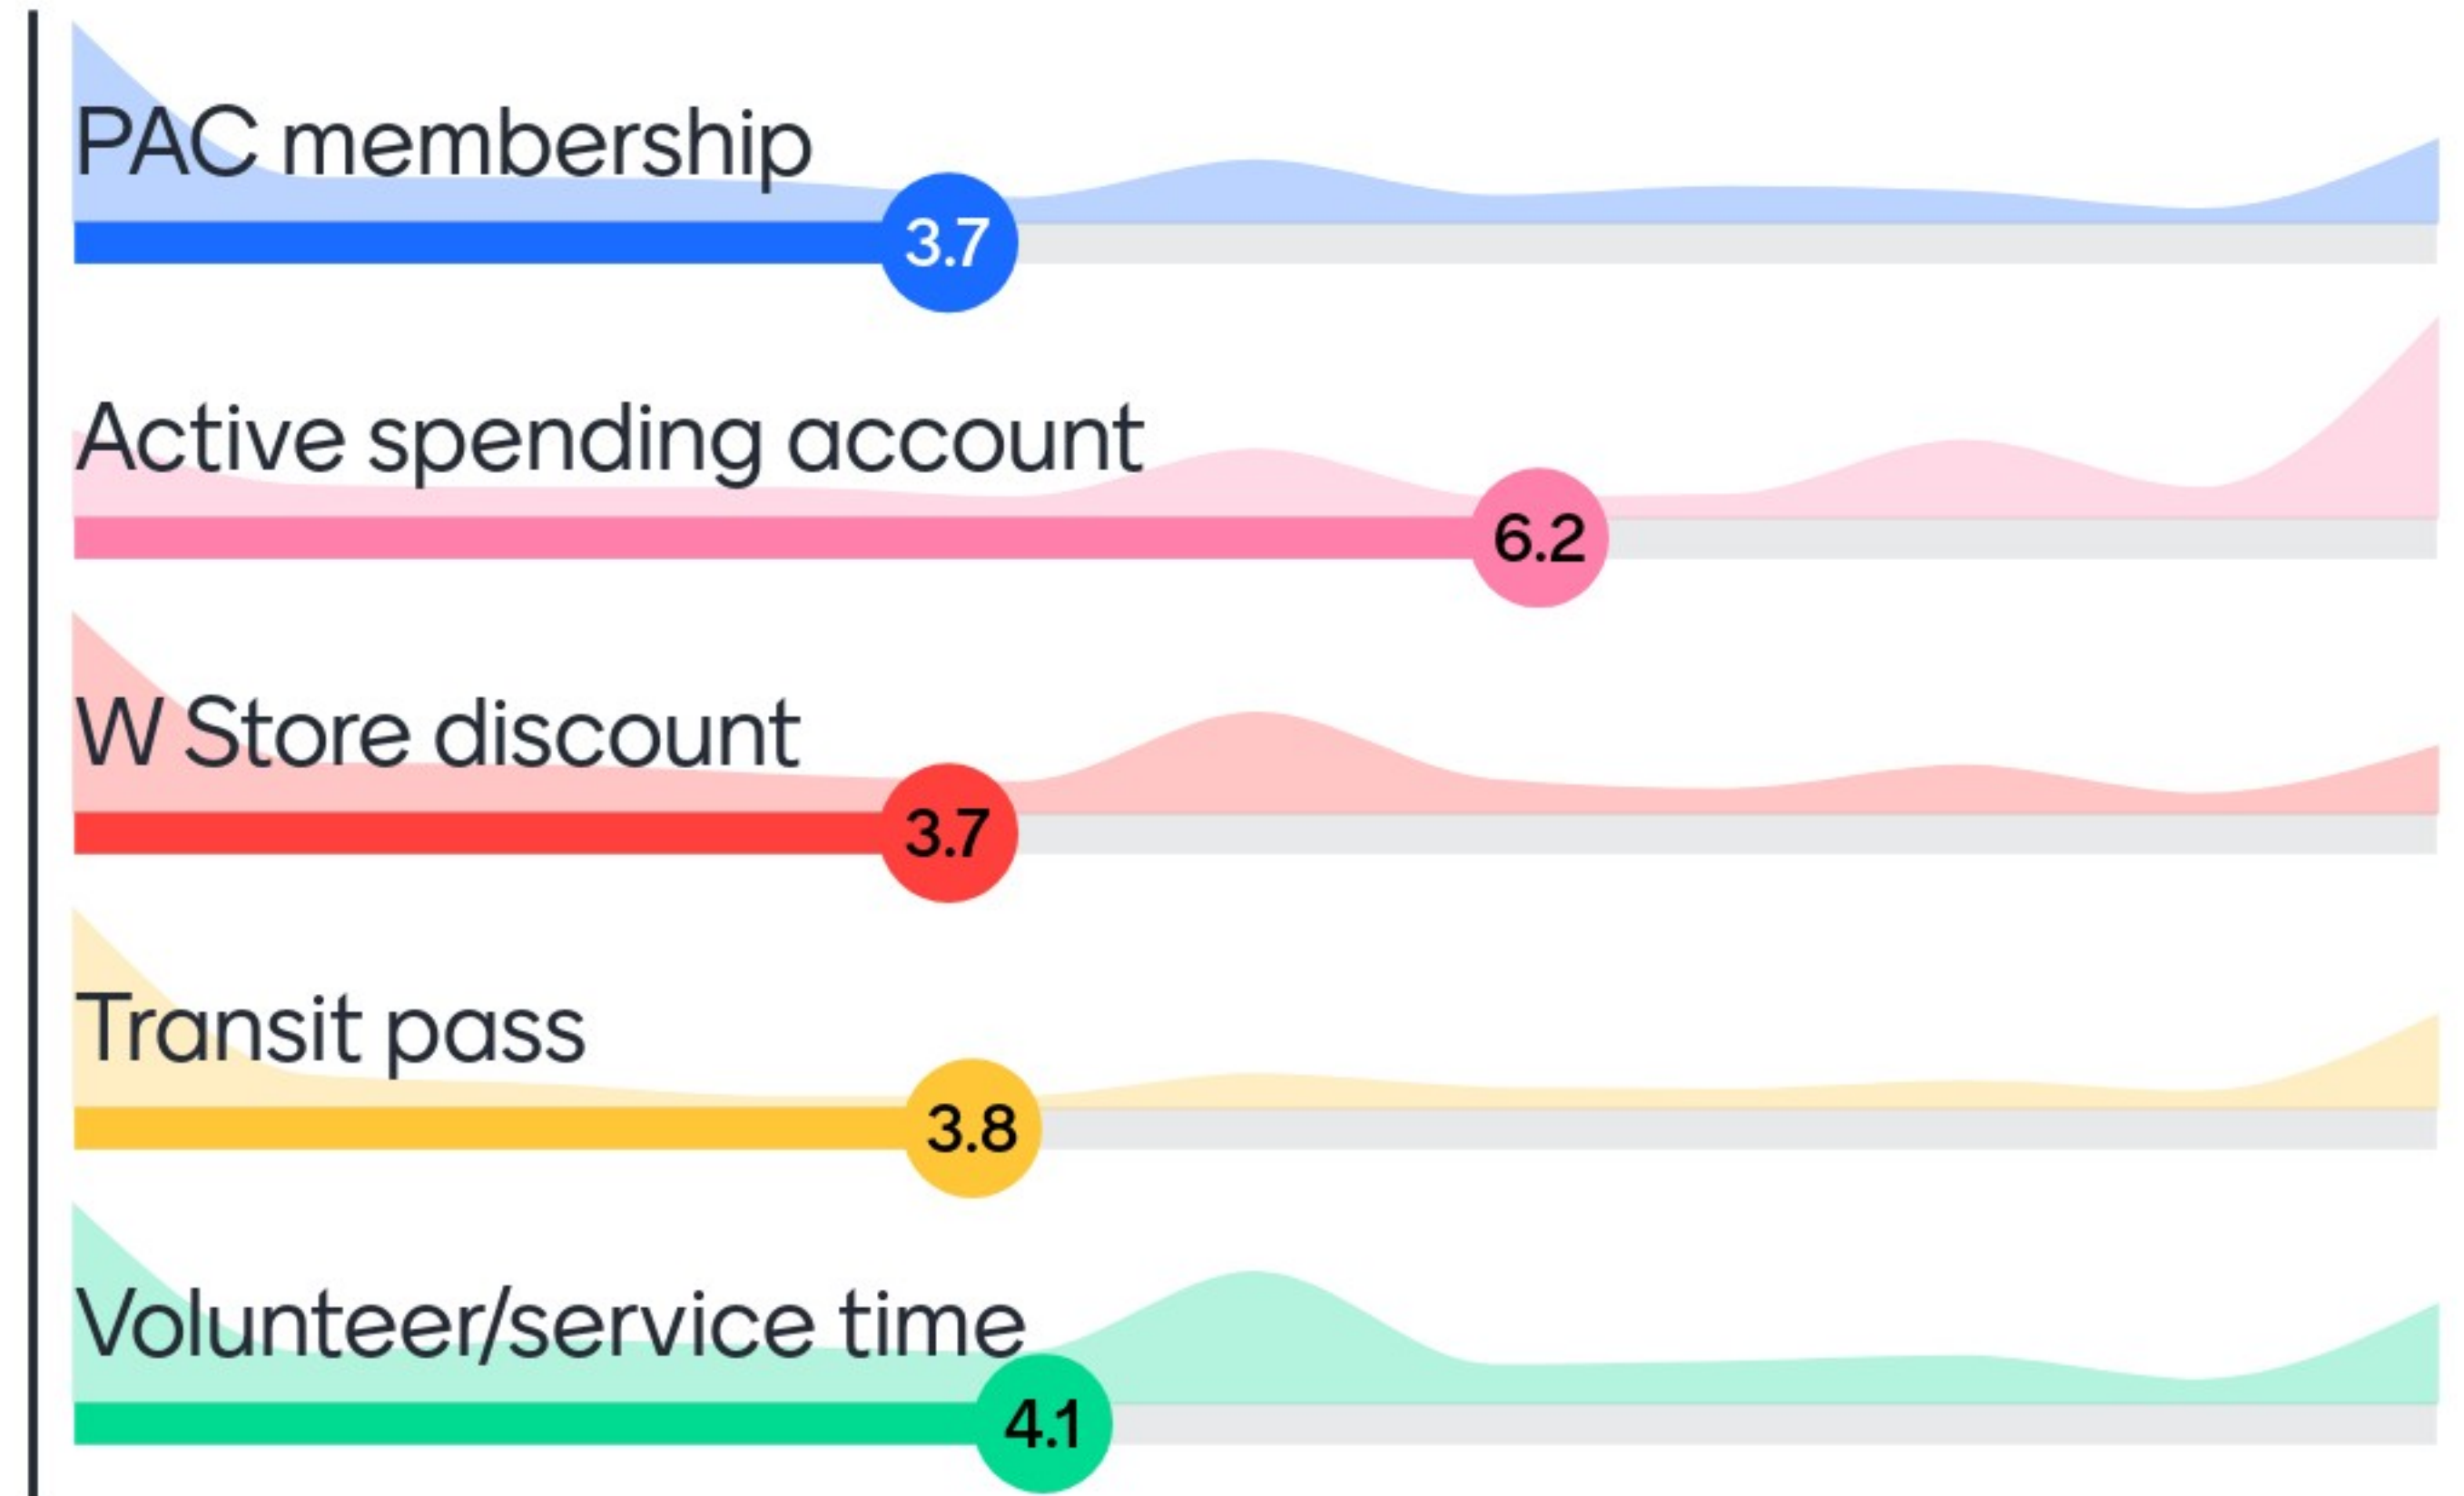 PAC membership
3.7
Active spending account
6.2
W Store discount
3.7
Transit pass
3.8
Volunteer/service time
4.1